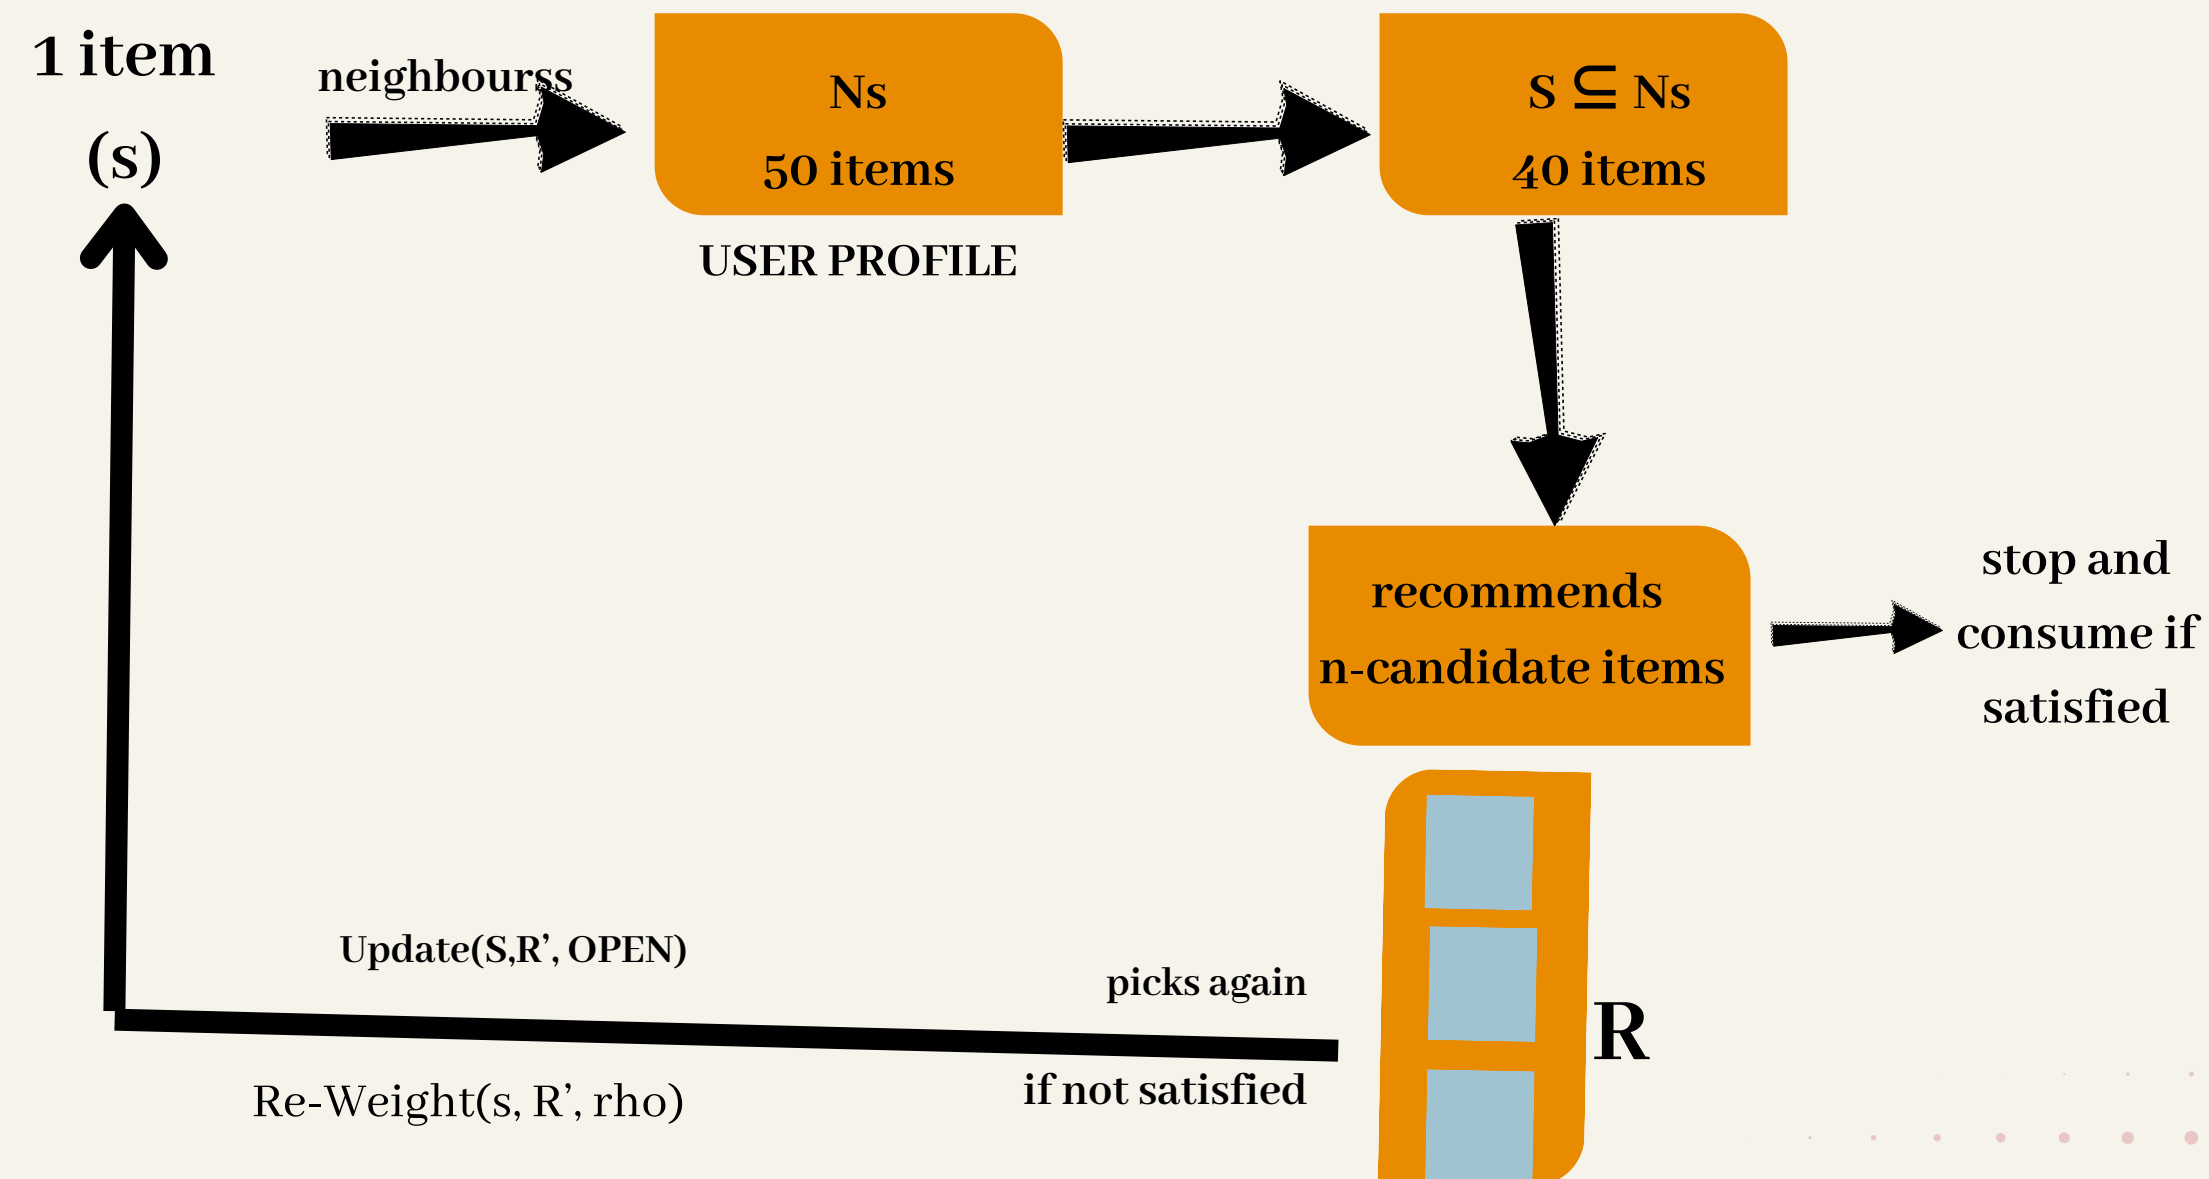 1 item
(s)
neighbourss
Ns
50 items
USER PROFILE
S ⊆ Ns
40 items
recommends
n-candidate items
stop and
consume if
satisfied
R
picks again
if not satisfied
Update(S,R’, OPEN)
Re-Weight(s, R’, rho)